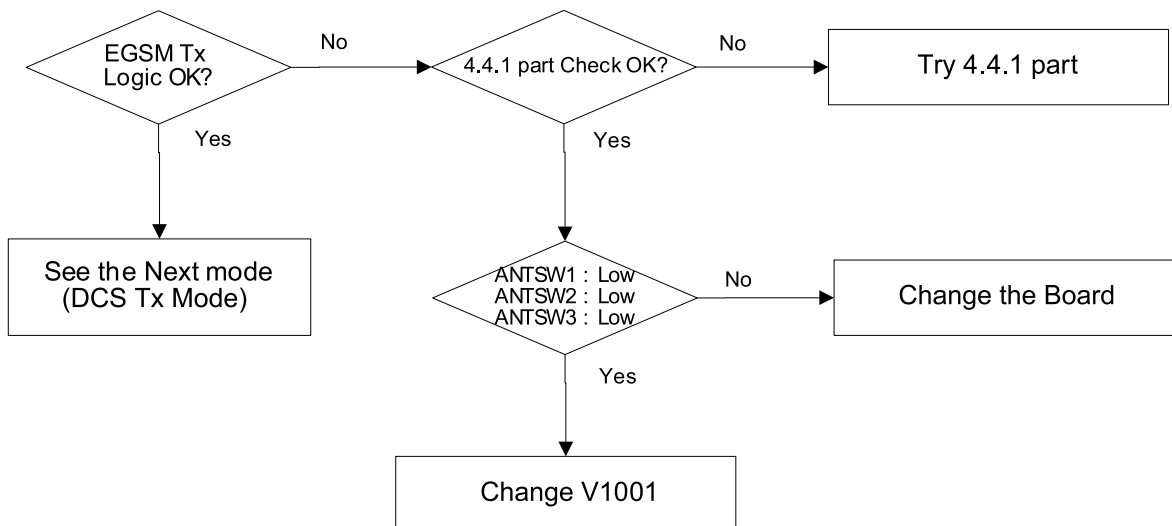 EGSM Tx
Logic OK?
No
4.4.1 part Check OK?
No
Try 4.4.1 part
Yes
Yes
See the Next mode
(DCS Tx Mode)
ANTSW1 : Low
ANTSW2 : Low
ANTSW3 : Low
No
Change the Board
Yes
Change V1001